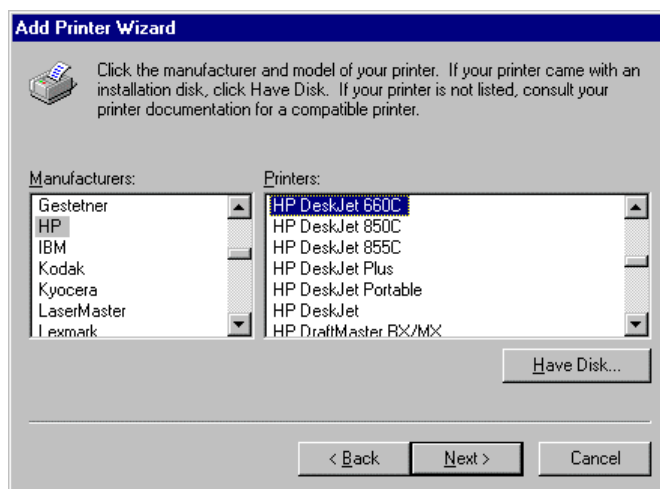 Add Printer Wizard
Click the manufacturer and model of your printer. If your printer came with an
installation disk, click Have Disk. If your printer is not listed, consult your
printer documentation for a compatible printer.
Manufacturers:
Gestetner
HP
IBM
Kodak
Kyocera
LaserMaster
Lexmark
Printers:
HP DeskJet 660C
HP DeskJet 850C
HP DeskJet 855C
HP DeskJet Plus
HP DeskJet Portable
HP DeskJet
HP DraftMaster RX/MX
Have Disk...
< Back
Next >
Cancel